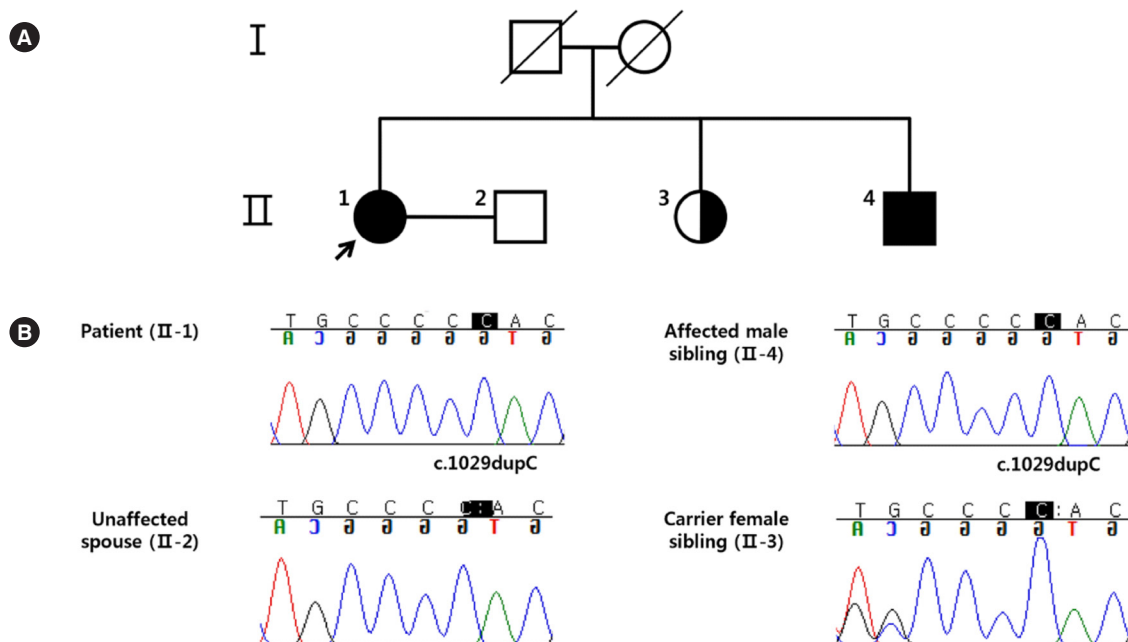 A
I
II
1
2
3
4
B
Patient (II-1)
T G C C C C C A C
A C G G G G G T G
c.1029dupC
Affected male
sibling (II-4)
T G C C C C C A C
A C G G G G G T G
c.1029dupC
Unaffected
spouse (II-2)
T G C C C C : A C
A C G G G G T G
Carrier female
sibling (II-3)
T G C C C C : A C
A C G G G G T G